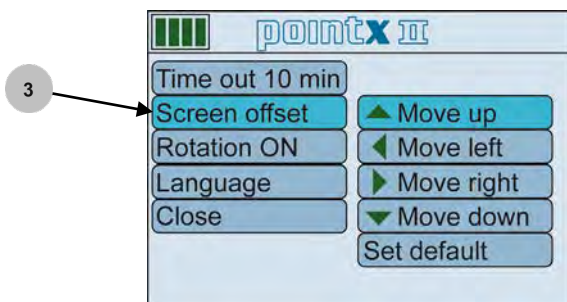 pointx II
3
Time out 10 min
Screen offset
Rotation ON
Language
Close
Move up
Move left
Move right
Move down
Set default